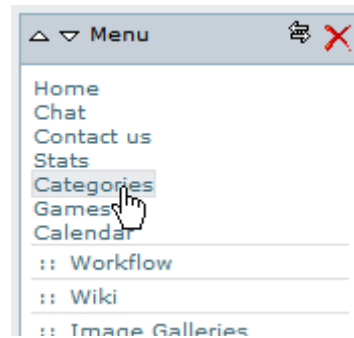 Menu
Home
Chat
Contact us
Stats
Categories
Games
Calendar
:: Workflow
:: Wiki
:: Image Galleries